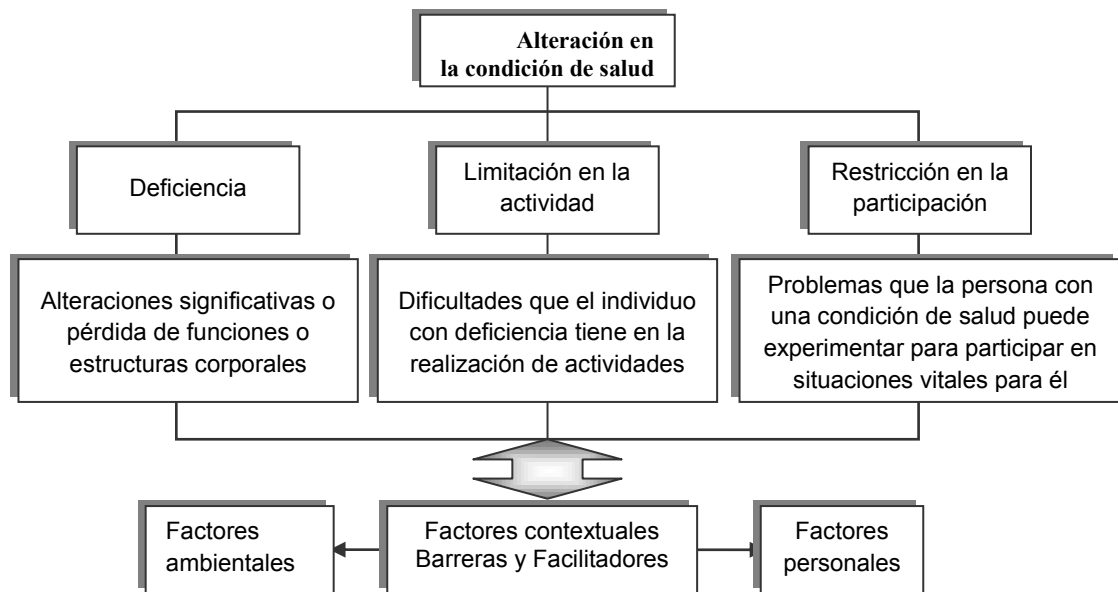 Alteración en
la condición de salud
Deficiencia
Limitación en la
actividad
Restricción en la
participación
Alteraciones significativas o
pérdida de funciones o
estructuras corporales
Dificultades que el individuo
con deficiencia tiene en la
realización de actividades
Problemas que la persona con
una condición de salud puede
experimentar para participar en
situaciones vitales para él
Factores
ambientales
Factores contextuales
Barreras y Facilitadores
Factores
personales